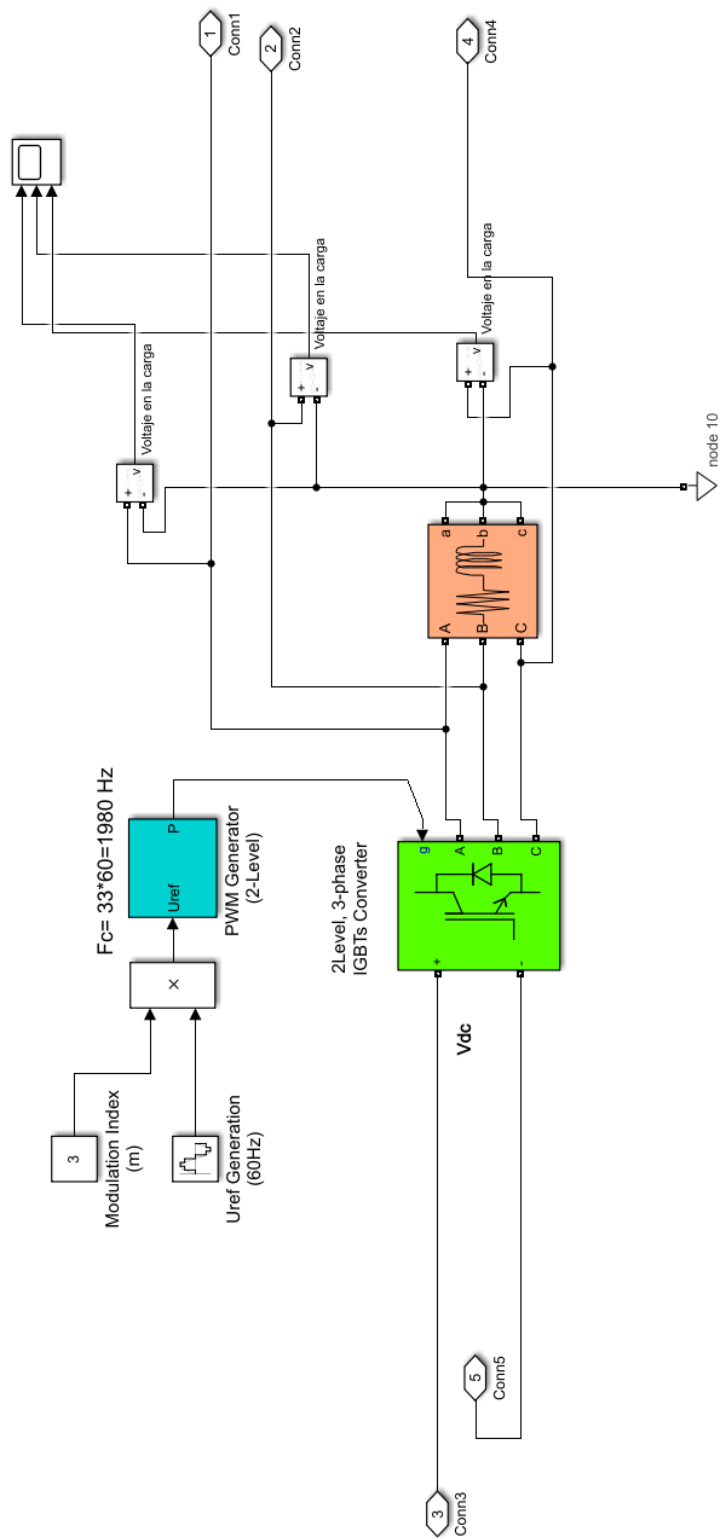 3
Modulation Index
(m)
Uref Generation
(60Hz)
×
Fc= 33*60=1980 Hz
Uref
P
PWM Generator
(2-Level)
2Level, 3-phase
IGBTs Converter
g
A
B
C
+
-
Vdc
3
Conn3
5
Conn5
A
B
C
a
b
c
node 10
+
-
v
Voltaje en la carga
+
-
v
Voltaje en la carga
+
-
v
Voltaje en la carga
1
Conn1
2
Conn2
4
Conn4